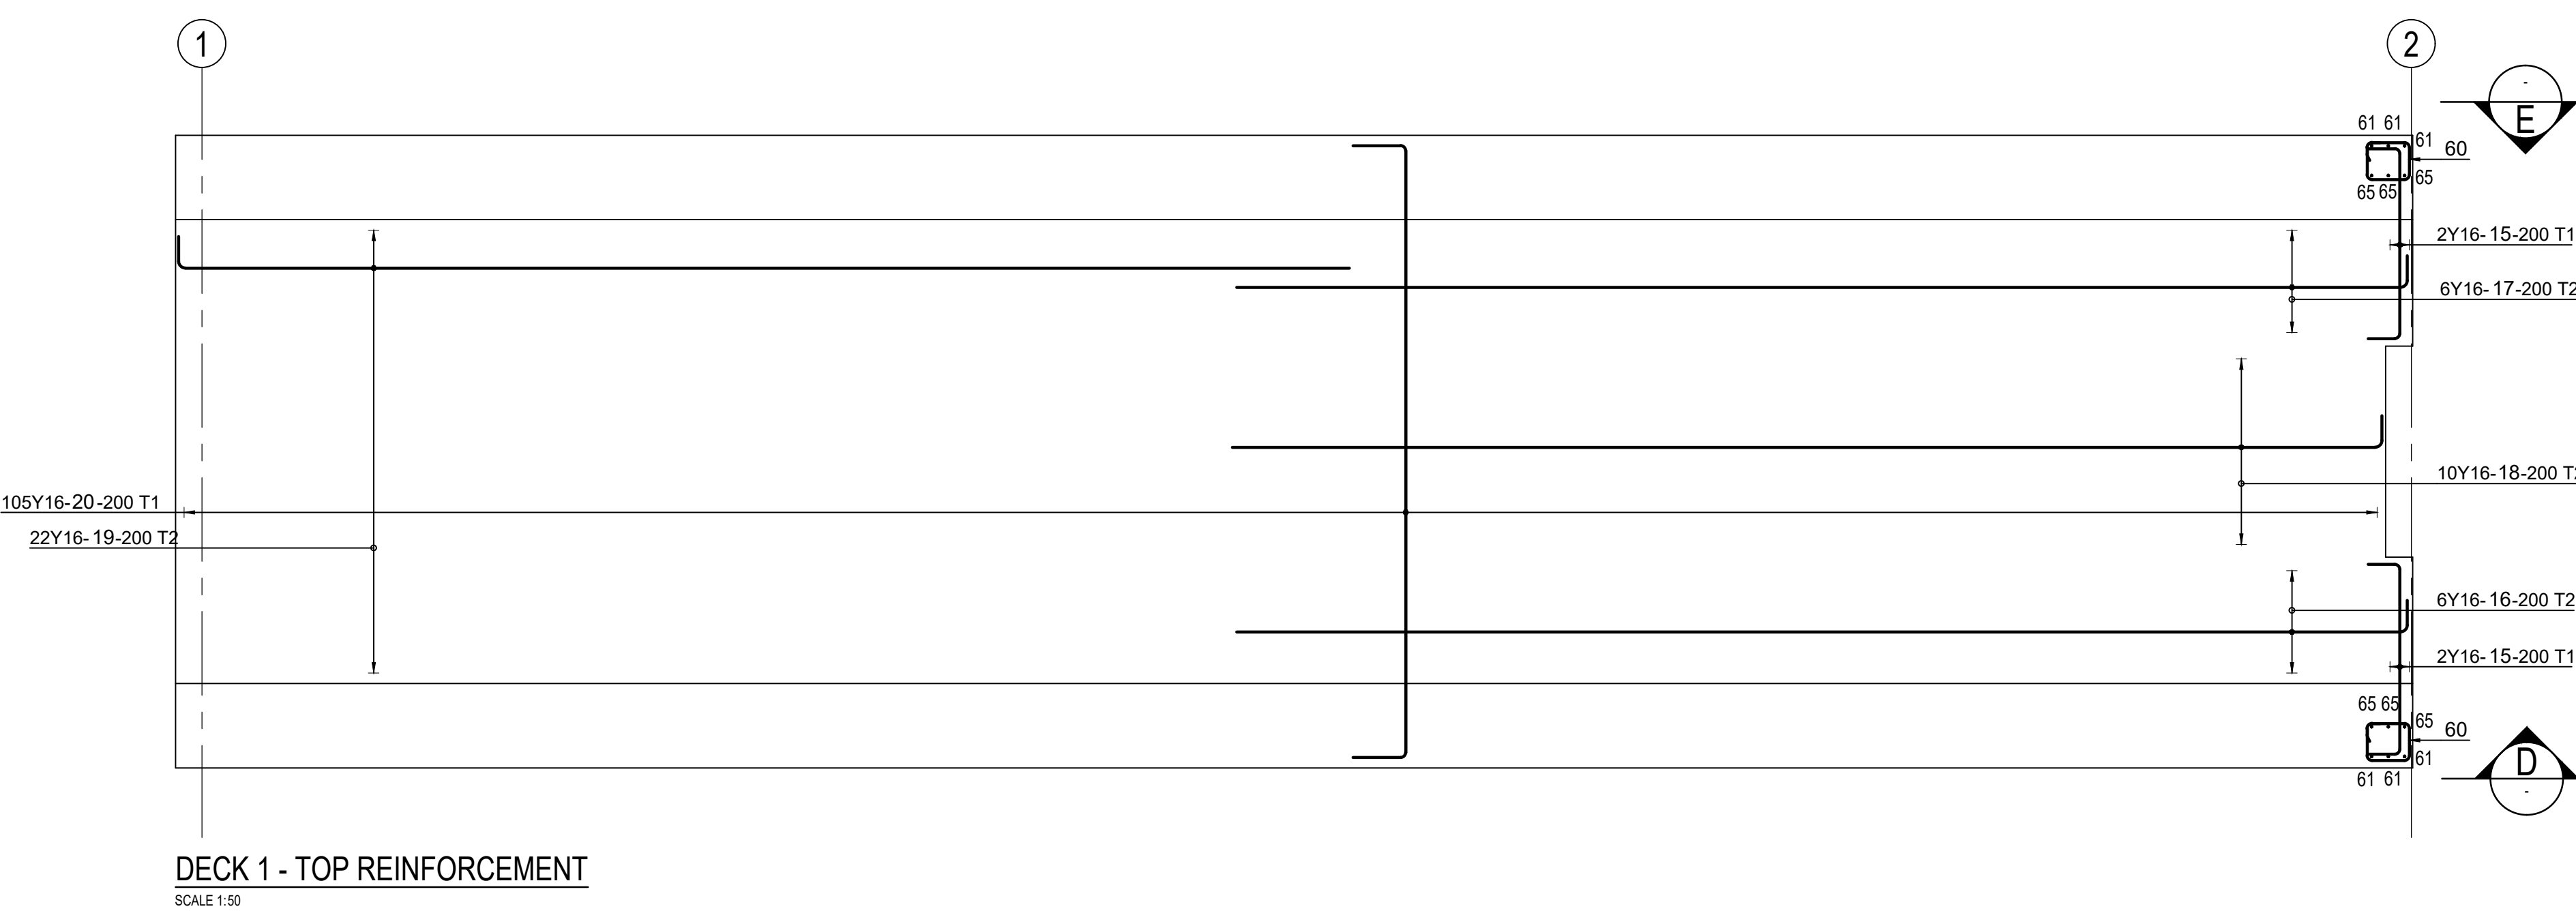 1
2
-
E
61 61
61
60
65 65
65
2Y16-15-200 T1
6Y16-17-200 T2
10Y16-18-200 T2
105Y16-20-200 T1
22Y16-19-200 T2
6Y16-16-200 T2
2Y16-15-200 T1
65 65
65
60
61
61 61
D
-
DECK 1 - TOP REINFORCEMENT
SCALE 1:50